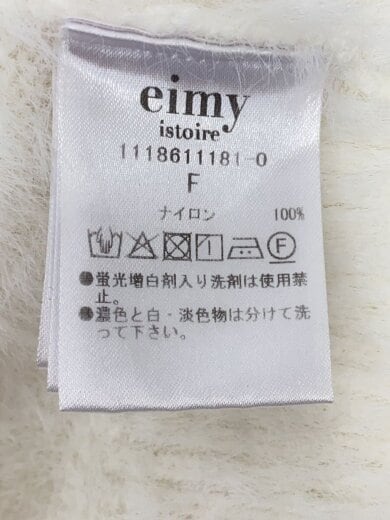 eimy
istoire
1118611181-0
F
ナイロン 100%
F
●蛍光増白剤入り洗剤は使用禁
止。
●濃色と白・淡色物は分けて洗
って下さい。